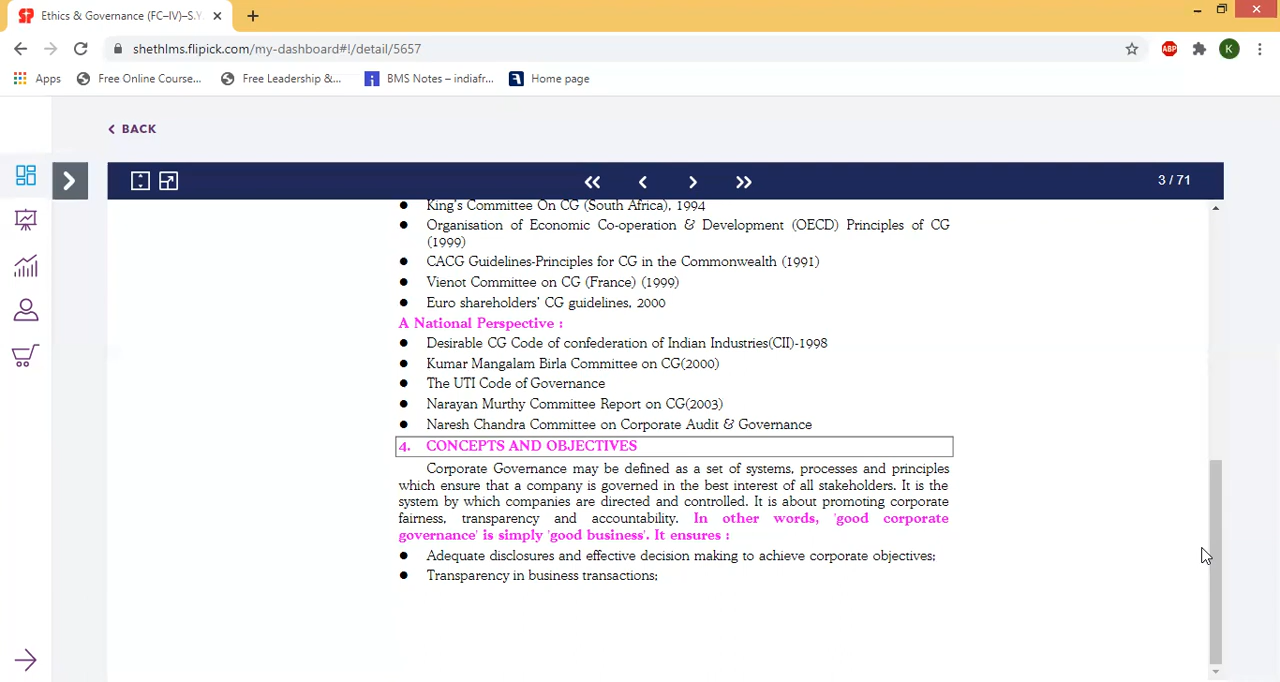 Ethics & Governance (FC–IV)–S.Y.
shethlms.flipick.com/my-dashboard#!/detail/5657
ABP
K
Apps
Free Online Course...
Free Leadership &...
BMS Notes – indiafr...
Home page
BACK
3 / 71
● King's Committee On CG (South Africa), 1994
● Organisation of Economic Co-operation & Development (OECD) Principles of CG
(1999)
● CACG Guidelines-Principles for CG in the Commonwealth (1991)
● Vienot Committee on CG (France) (1999)
● Euro shareholders' CG guidelines, 2000
A National Perspective :
● Desirable CG Code of confederation of Indian Industries(CII)-1998
● Kumar Mangalam Birla Committee on CG(2000)
● The UTI Code of Governance
● Narayan Murthy Committee Report on CG(2003)
● Naresh Chandra Committee on Corporate Audit & Governance
4. CONCEPTS AND OBJECTIVES
Corporate Governance may be defined as a set of systems, processes and principles
which ensure that a company is governed in the best interest of all stakeholders. It is the
system by which companies are directed and controlled. It is about promoting corporate
fairness, transparency and accountability. In other words, 'good corporate
governance' is simply 'good business'. It ensures :
● Adequate disclosures and effective decision making to achieve corporate objectives;
● Transparency in business transactions;